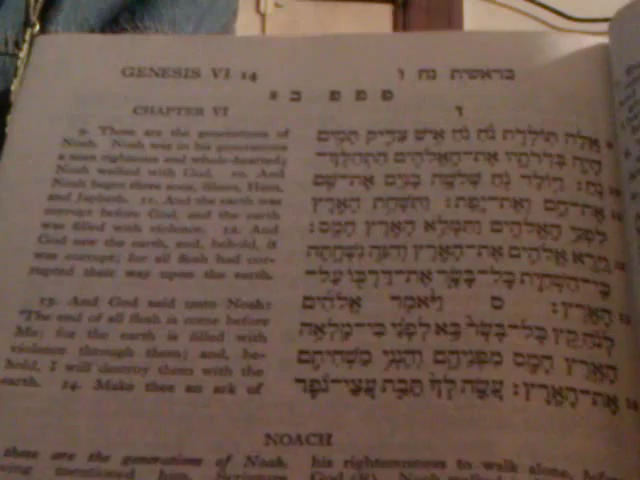 GENESIS VI 14
בראשית נח ו
פ פ פ ב
CHAPTER VI
ו
9. These are the generations of
Noah. Noah was in his generations
a man righteous and whole-hearted;
Noah walked with God. 10. And
Noah begot three sons, Shem, Ham,
and Japheth. 11. And the earth was
corrupt before God, and the earth
was filled with violence. 12. And
God saw the earth, and, behold, it
was corrupt; for all flesh had cor-
rupted their way upon the earth.
13. And God said unto Noah:
'The end of all flesh is come before
Me; for the earth is filled with
violence through them; and, be-
hold, I will destroy them with the
earth. 14. Make thee an ark of
אֵלֶּה תּוֹלְדֹת נֹחַ נֹחַ אִישׁ צַדִּיק תָּמִים
הָיָה בְּדֹרֹתָיו אֶת־הָאֱלֹהִים הִתְהַלֶּךְ־
נֹחַ׃ וַיּוֹלֶד נֹחַ שְׁלֹשָׁה בָנִים אֶת־שֵׁם
אֶת־חָם וְאֶת־יָפֶת׃ וַתִּשָּׁחֵת הָאָרֶץ
לִפְנֵי הָאֱלֹהִים וַתִּמָּלֵא הָאָרֶץ חָמָס׃
וַיַּרְא אֱלֹהִים אֶת־הָאָרֶץ וְהִנֵּה נִשְׁחָתָה
כִּי־הִשְׁחִית כָּל־בָּשָׂר אֶת־דַּרְכּוֹ עַל־
הָאָרֶץ׃ ס וַיֹּאמֶר אֱלֹהִים
לְנֹחַ קֵץ כָּל־בָּשָׂר בָּא לְפָנַי כִּי־מָלְאָה
הָאָרֶץ חָמָס מִפְּנֵיהֶם וְהִנְנִי מַשְׁחִיתָם
אֶת־הָאָרֶץ׃ עֲשֵׂה לְךָ תֵּבַת עֲצֵי־גֹפֶר
NOACH
these are the generations of Noah.
his righteousness to walk alone,
mentioned him, Scripture
God (R). Noah walked